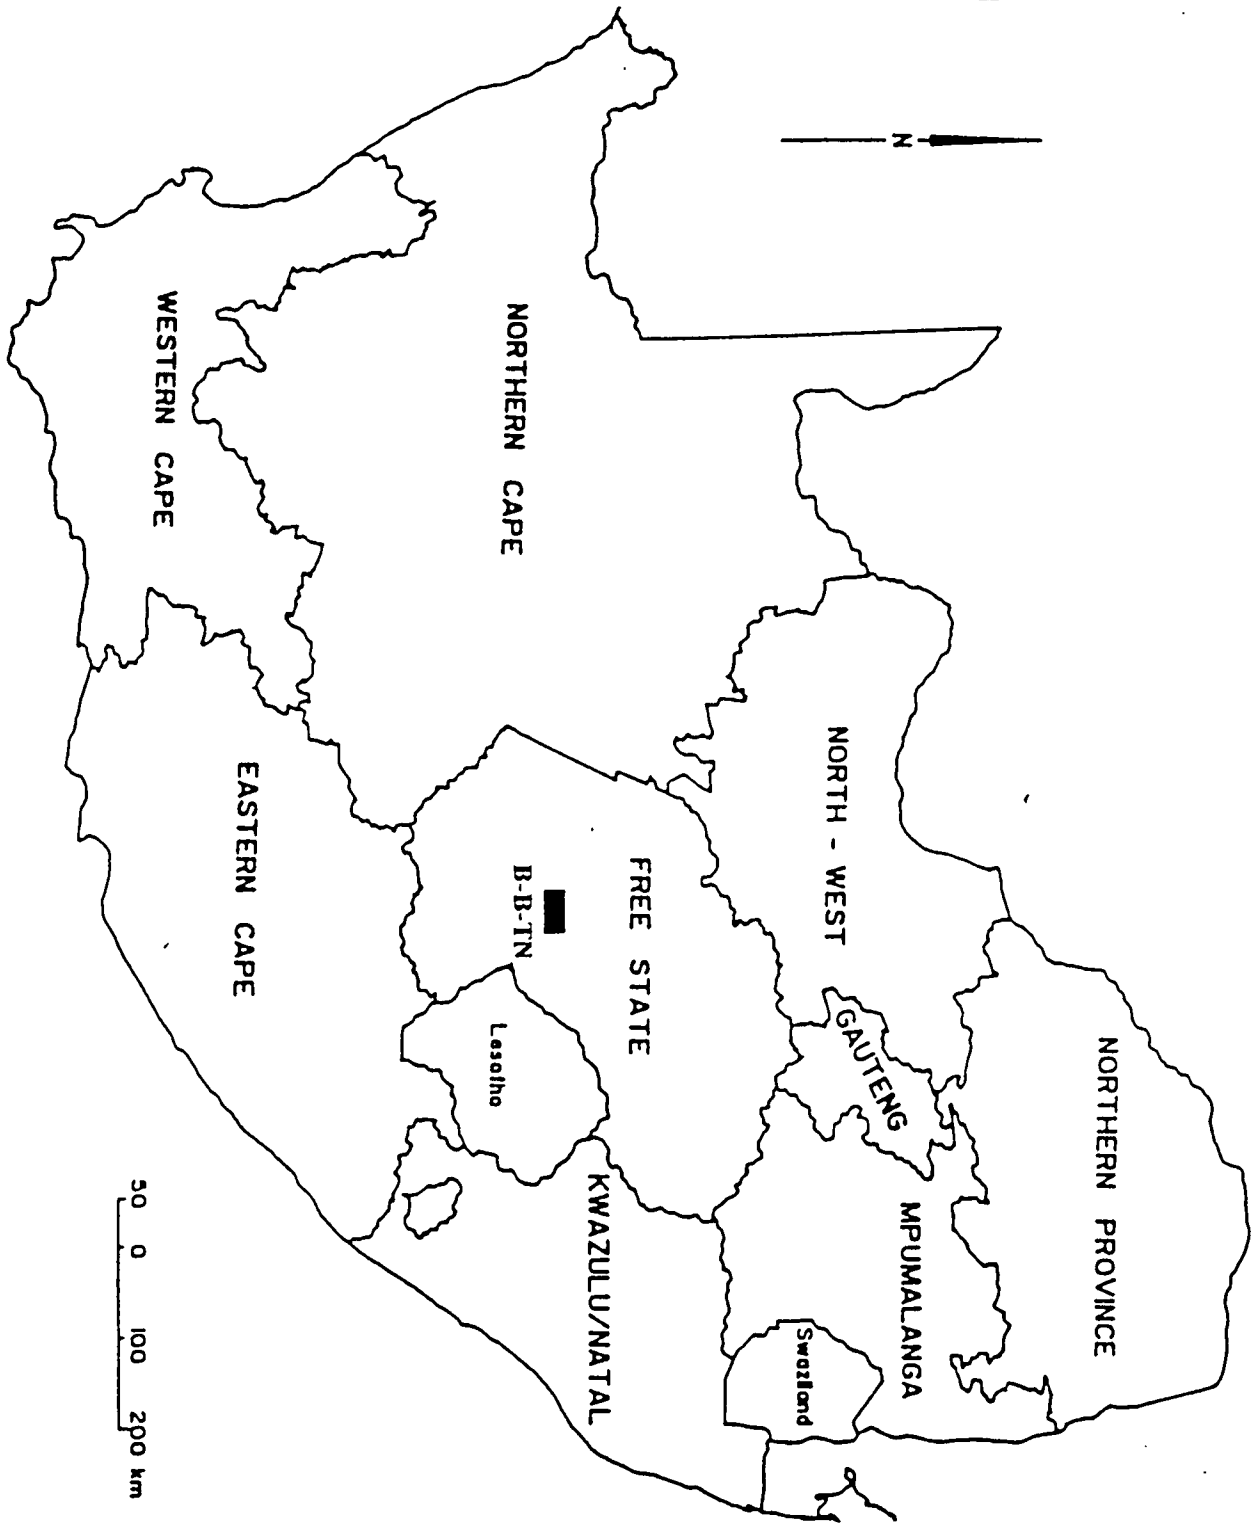 N
NORTHERN PROVINCE
MPUMALANGA
GAUTENG
NORTH - WEST
Swaziland
FREE STATE
KWAZULU/NATAL
B-B-TN
Lesotho
NORTHERN CAPE
EASTERN CAPE
WESTERN CAPE
50 0 100 200 km